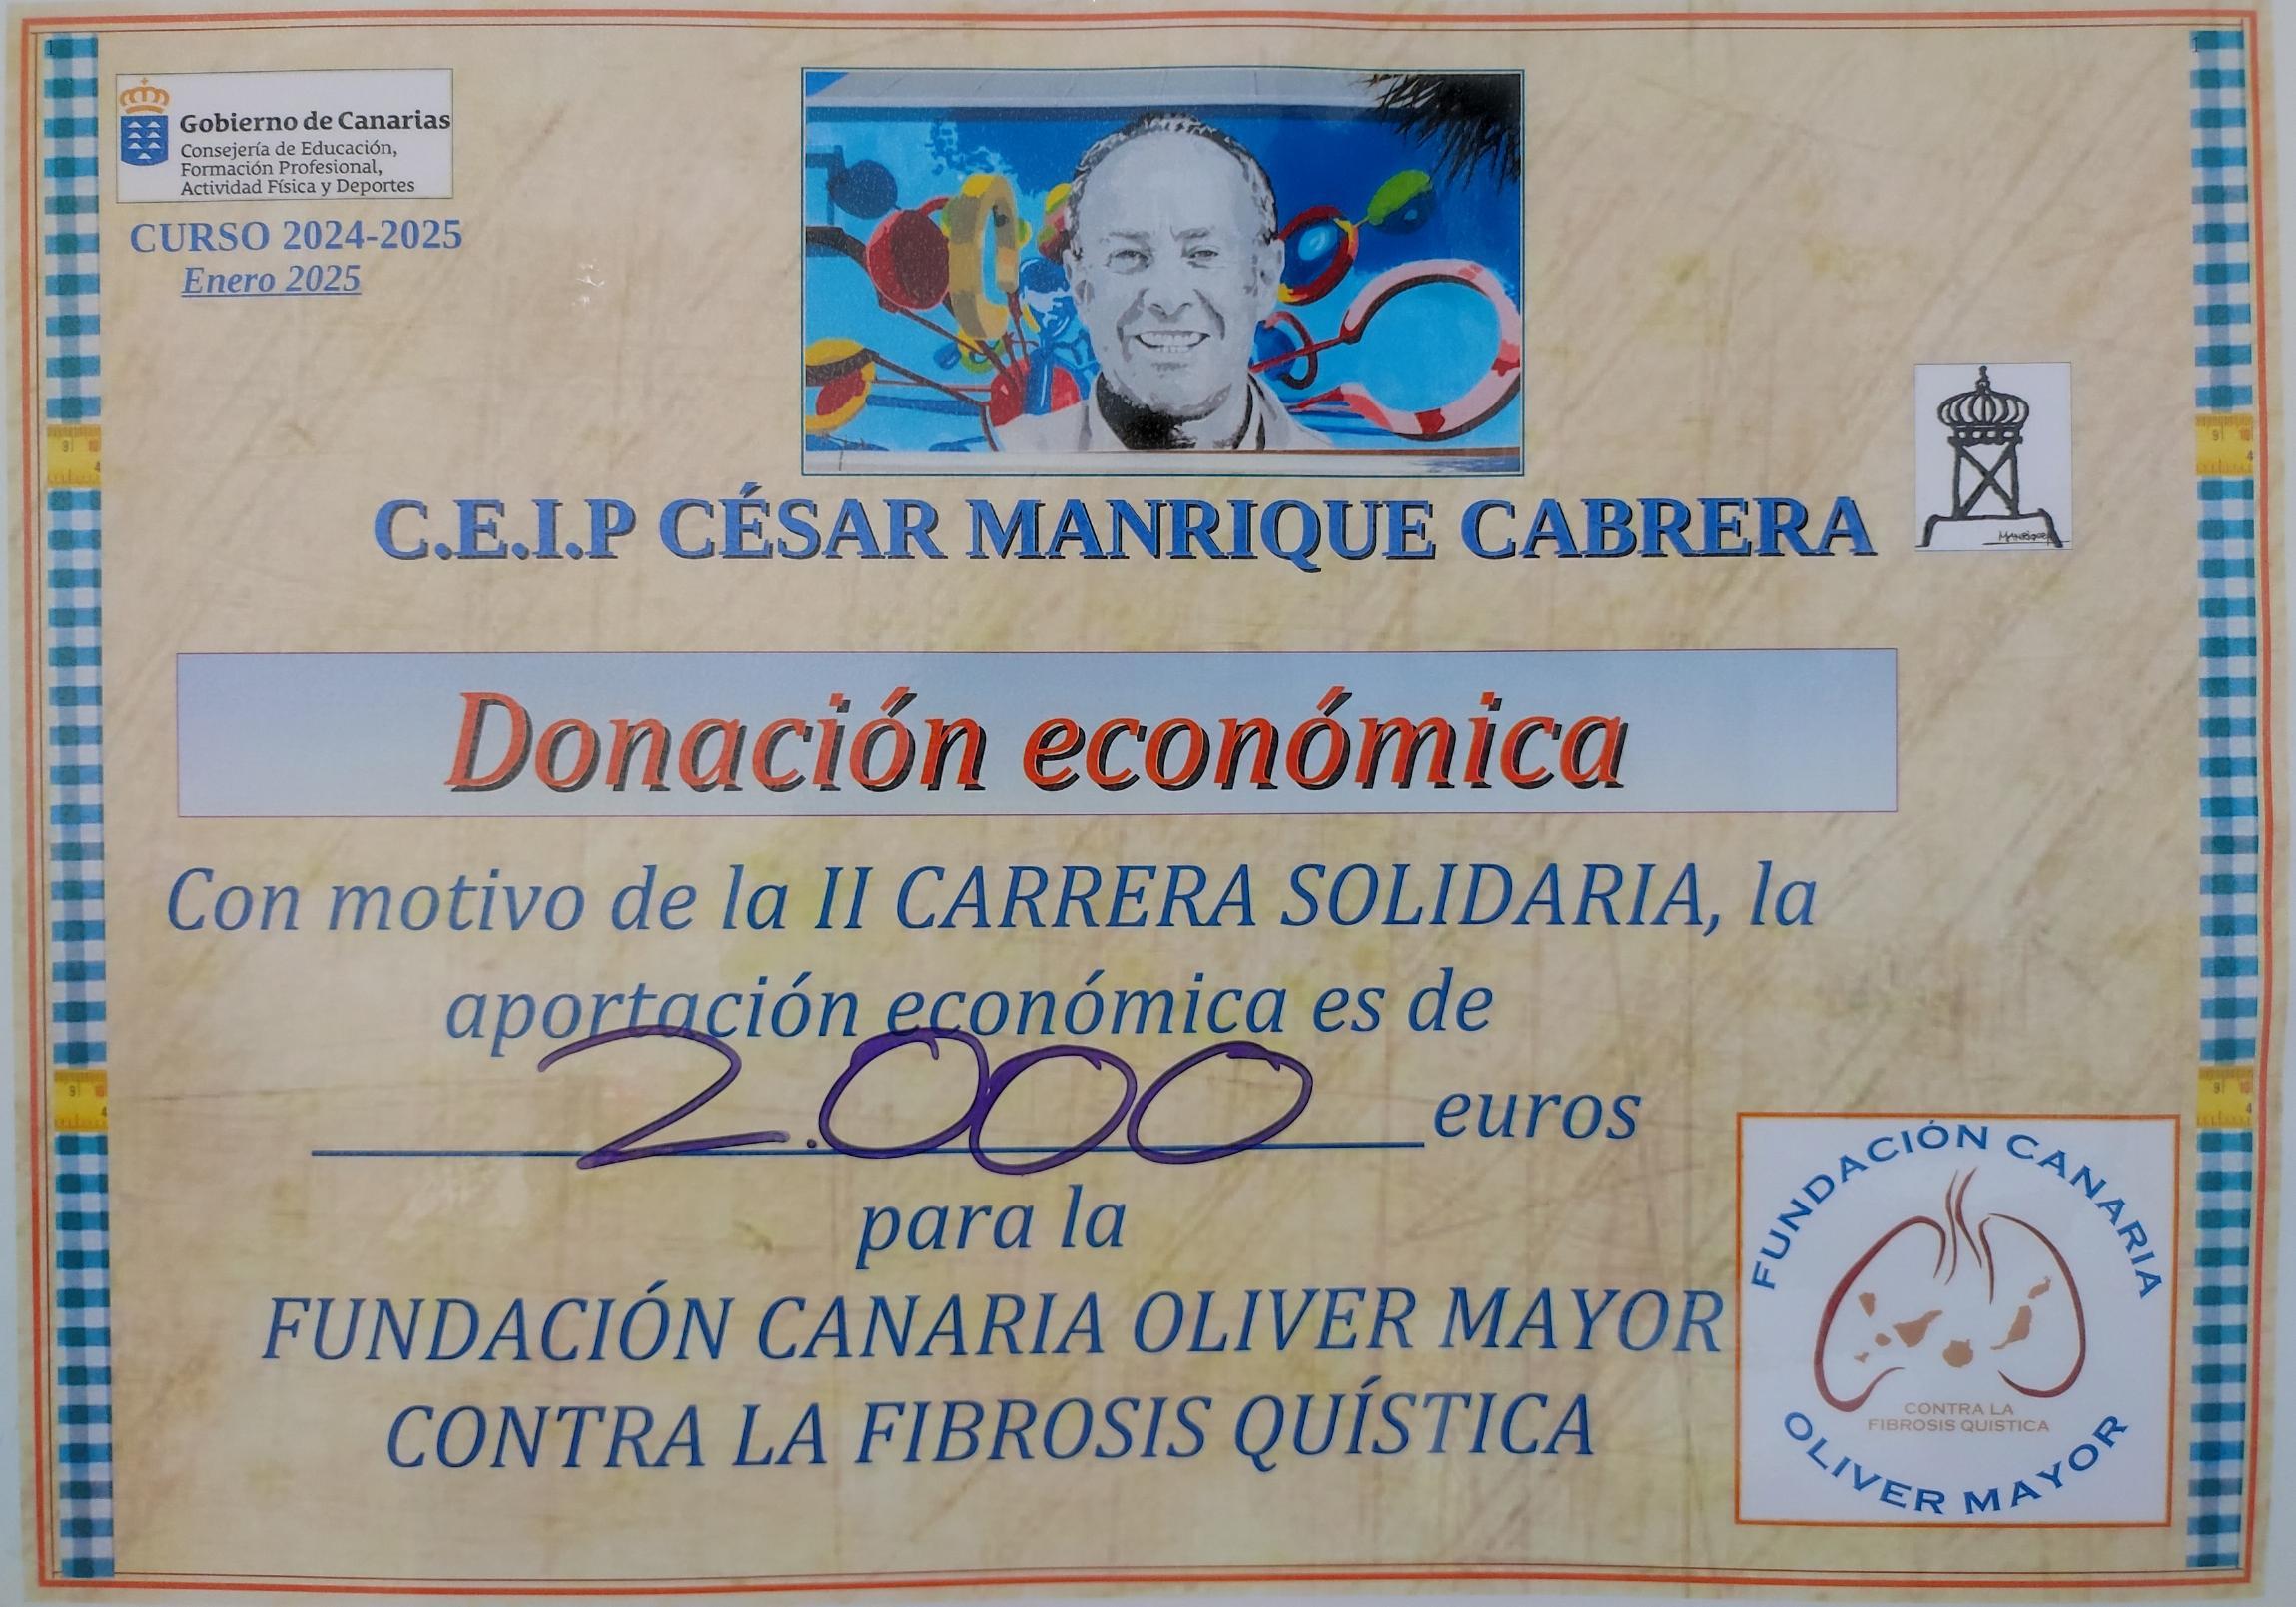 Gobierno de Canarias
Consejería de Educación,
Formación Profesional,
Actividad Física y Deportes
CURSO 2024-2025
Enero 2025
C.E.I.P CÉSAR MANRIQUE CABRERA
MANRIQUE
Donación económica
Con motivo de la II CARRERA SOLIDARIA, la
aportación económica es de
2.000 euros
para la
FUNDACIÓN CANARIA OLIVER MAYOR
CONTRA LA FIBROSIS QUÍSTICA
FUNDACIÓN CANARIA
CONTRA LA
FIBROSIS QUISTICA
OLIVER MAYOR